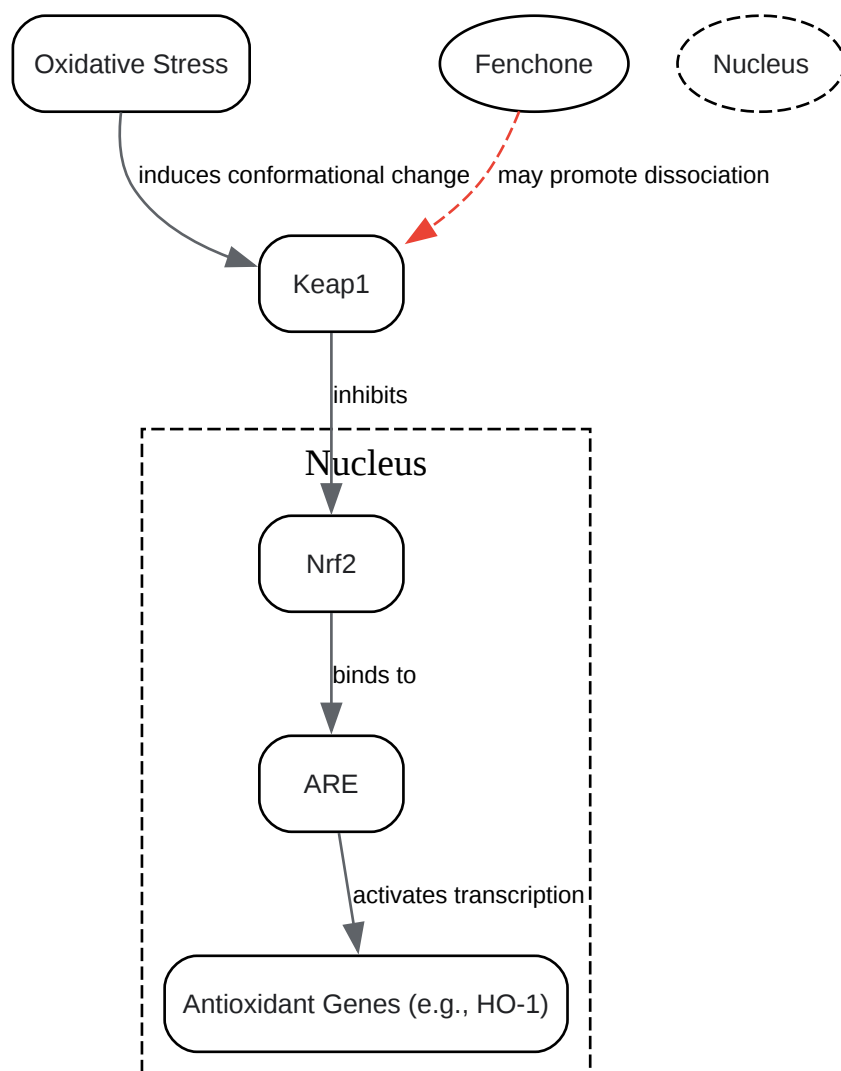 Oxidative Stress
Fenchone
Nucleus
induces conformational change
may promote dissociation
Keap1
inhibits
Nucleus
Nrf2
binds to
ARE
activates transcription
Antioxidant Genes (e.g., HO-1)